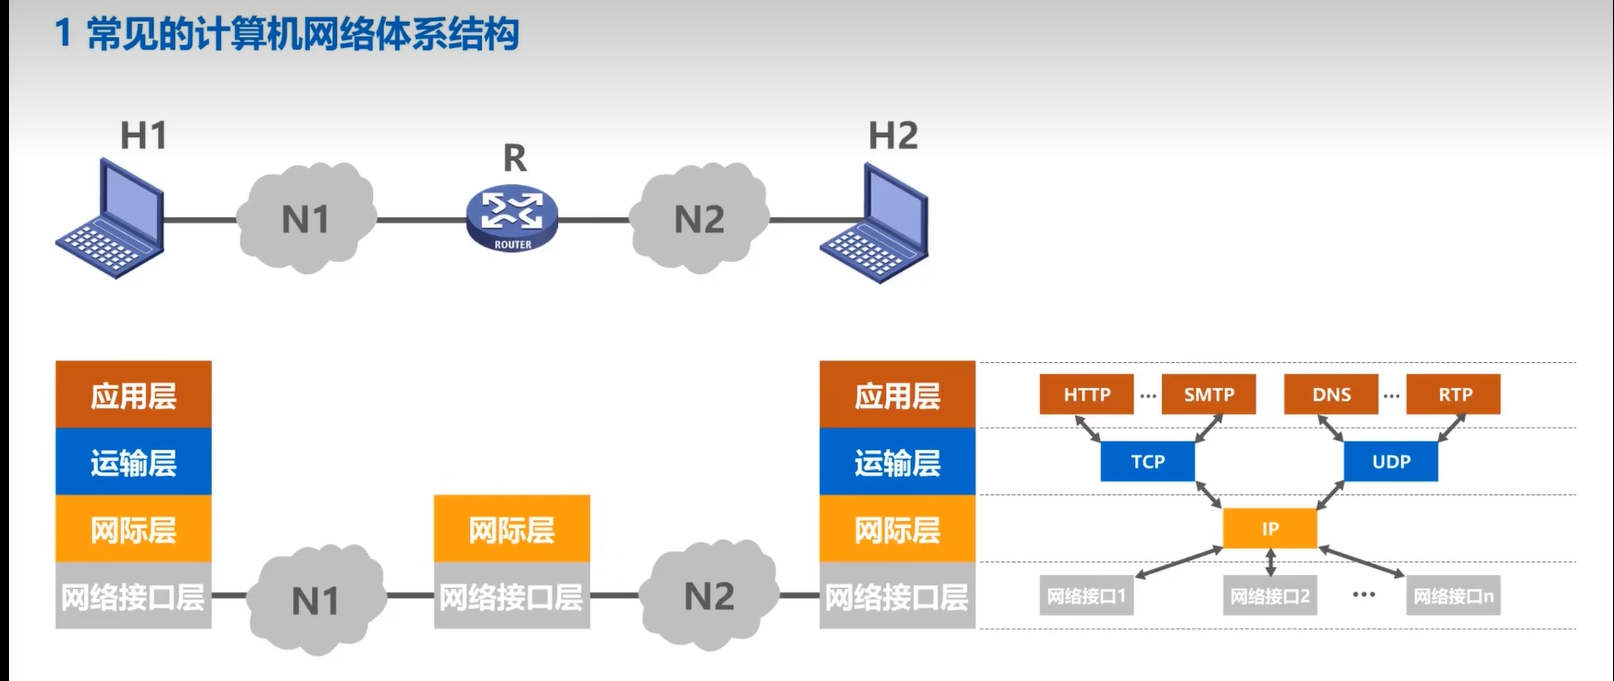 1 常见的计算机网络体系结构
H1
R
H2
N1
ROUTER
N2
应用层
运输层
网际层
网络接口层
N1
网际层
网络接口层
N2
应用层
运输层
网际层
网络接口层
HTTP ··· SMTP DNS ··· RTP
TCP UDP
IP
网络接口1 网络接口2 ··· 网络接口n